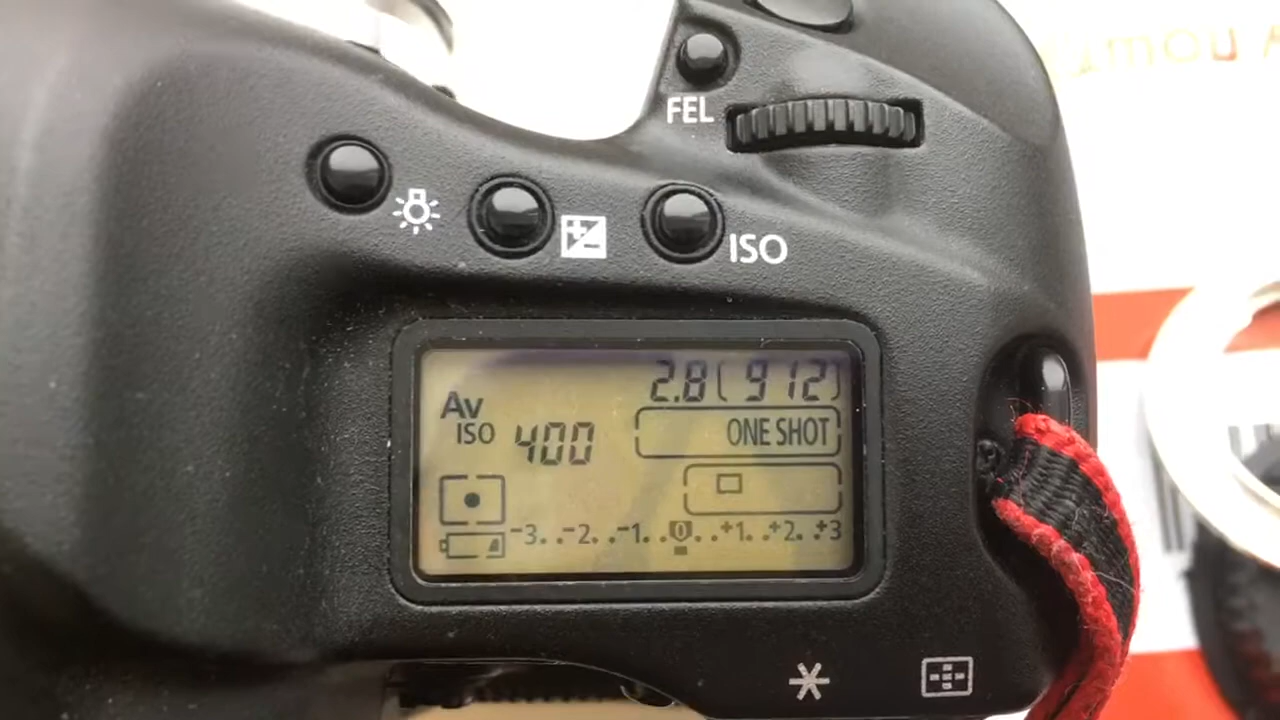 FEL
ISO
2.8[ 912]
Av
ISO 400
ONE SHOT
-3..-2..-1..0..+1..+2..+3